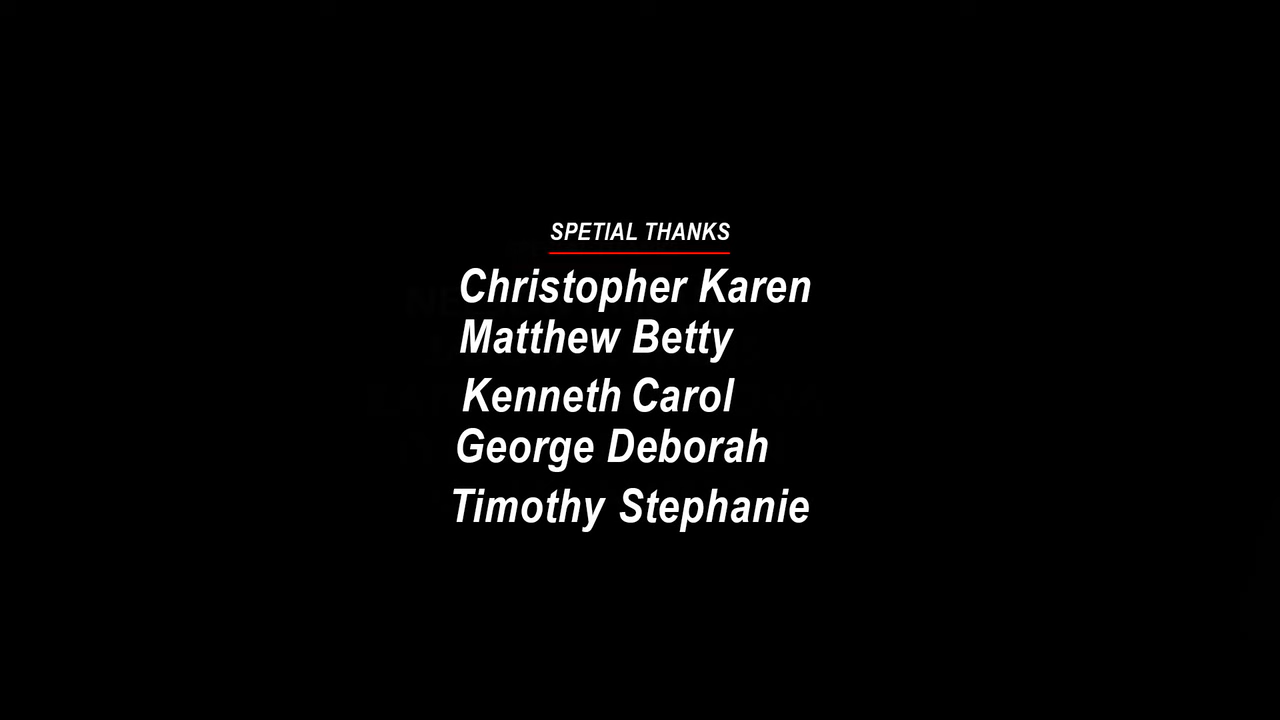 SPETIAL THANKS
Christopher Karen
Matthew Betty
Kenneth Carol
George Deborah
Timothy Stephanie